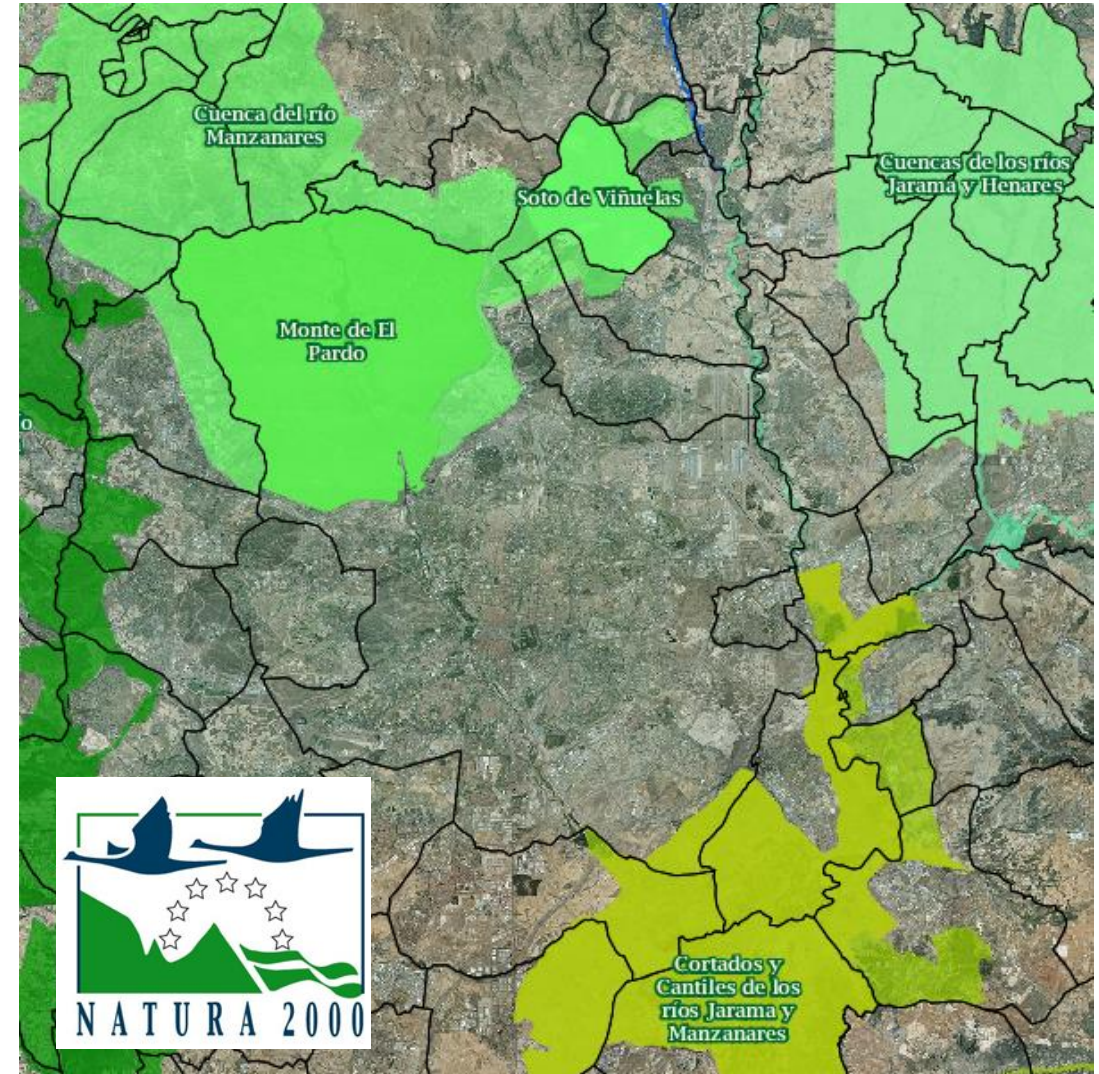 Cuenca del río
Manzanares
Soto de Viñuelas
Cuencas de los ríos
Jarama y Henares
Monte de El
Pardo
o
Cortados y
Cantiles de los
ríos Jarama y
Manzanares
NATURA 2000